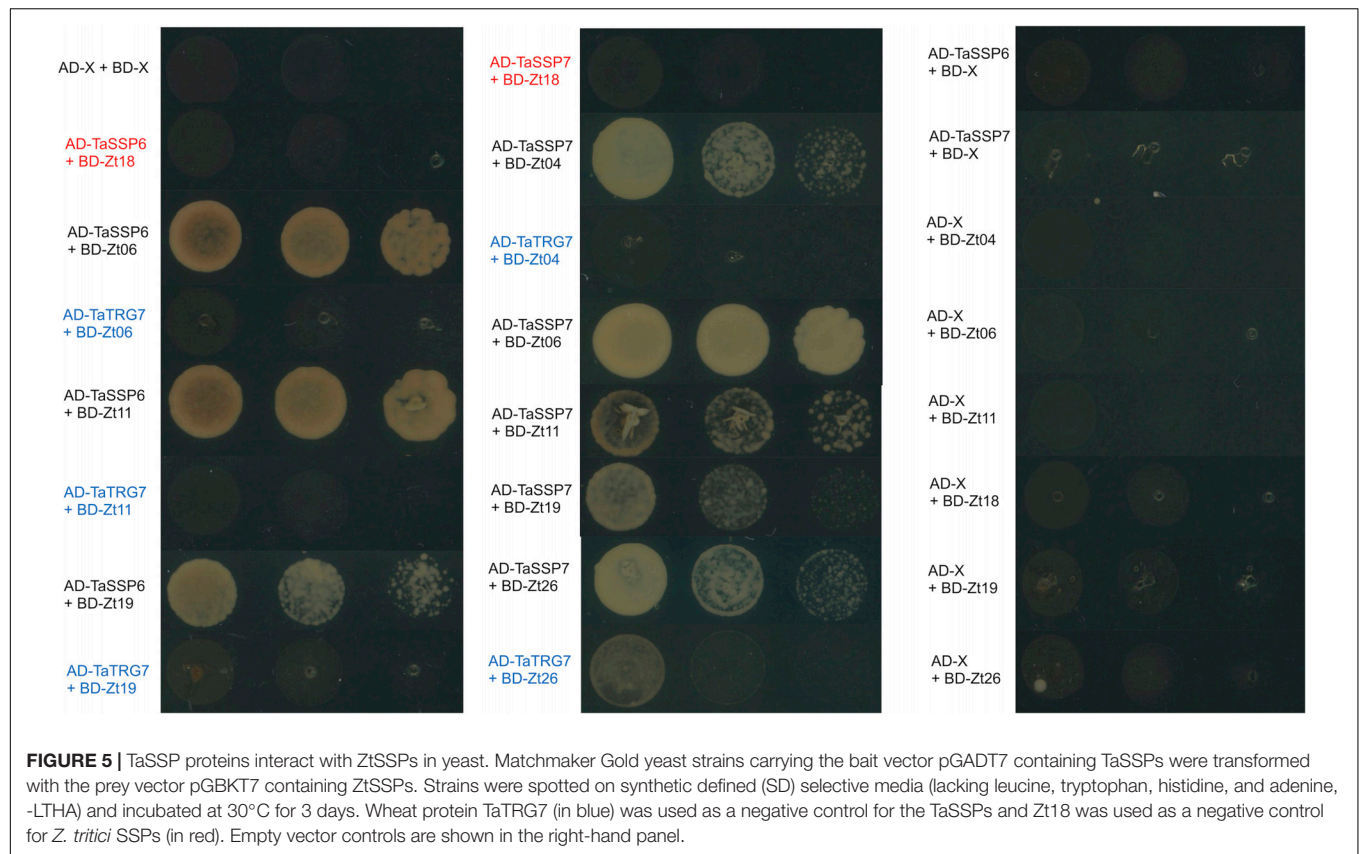 AD-X + BD-X
AD-TaSSP6
+ BD-Zt18
AD-TaSSP6
+ BD-Zt06
AD-TaTRG7
+ BD-Zt06
AD-TaSSP6
+ BD-Zt11
AD-TaTRG7
+ BD-Zt11
AD-TaSSP6
+ BD-Zt19
AD-TaTRG7
+ BD-Zt19
AD-TaSSP7
+ BD-Zt18
AD-TaSSP7
+ BD-Zt04
AD-TaTRG7
+ BD-Zt04
AD-TaSSP7
+ BD-Zt06
AD-TaSSP7
+ BD-Zt11
AD-TaSSP7
+ BD-Zt19
AD-TaSSP7
+ BD-Zt26
AD-TaTRG7
+ BD-Zt26
AD-TaSSP6
+ BD-X
AD-TaSSP7
+ BD-X
AD-X
+ BD-Zt04
AD-X
+ BD-Zt06
AD-X
+ BD-Zt11
AD-X
+ BD-Zt18
AD-X
+ BD-Zt19
AD-X
+ BD-Zt26
FIGURE 5 | TaSSP proteins interact with ZtSSPs in yeast. Matchmaker Gold yeast strains carrying the bait vector pGADT7 containing TaSSPs were transformed
with the prey vector pGBKT7 containing ZtSSPs. Strains were spotted on synthetic defined (SD) selective media (lacking leucine, tryptophan, histidine, and adenine,
-LTHA) and incubated at 30°C for 3 days. Wheat protein TaTRG7 (in blue) was used as a negative control for the TaSSPs and Zt18 was used as a negative control
for Z. tritici SSPs (in red). Empty vector controls are shown in the right-hand panel.